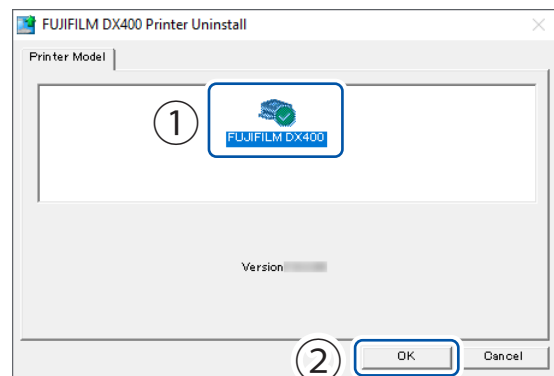 FUJIFILM DX400 Printer Uninstall
Printer Model
①
FUJIFILM DX400
Version
② OK Cancel